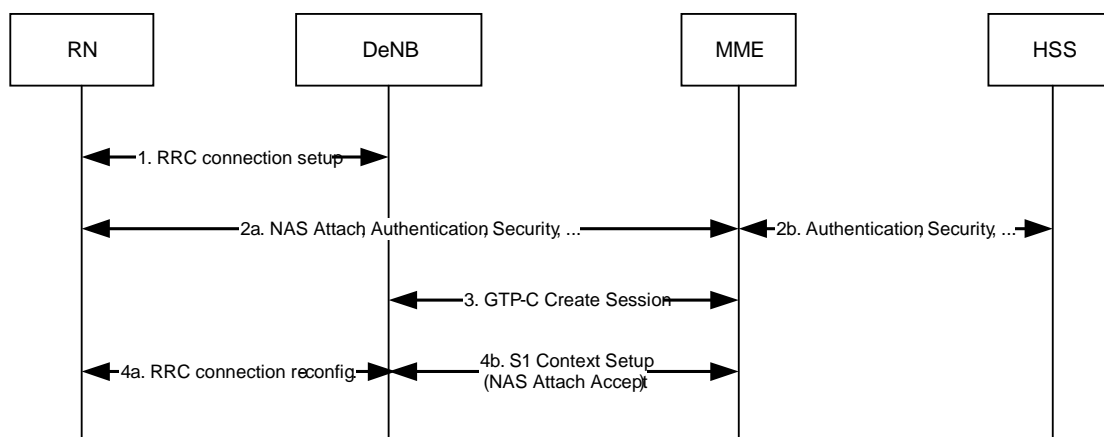 RN
DeNB
MME
HSS
1. RRC connection setup
2a. NAS Attach, Authentication, Security, ...
2b. Authentication, Security, ...
3. GTP-C Create Session
4a. RRC connection reconfig.
4b. S1 Context Setup
(NAS Attach Accept)